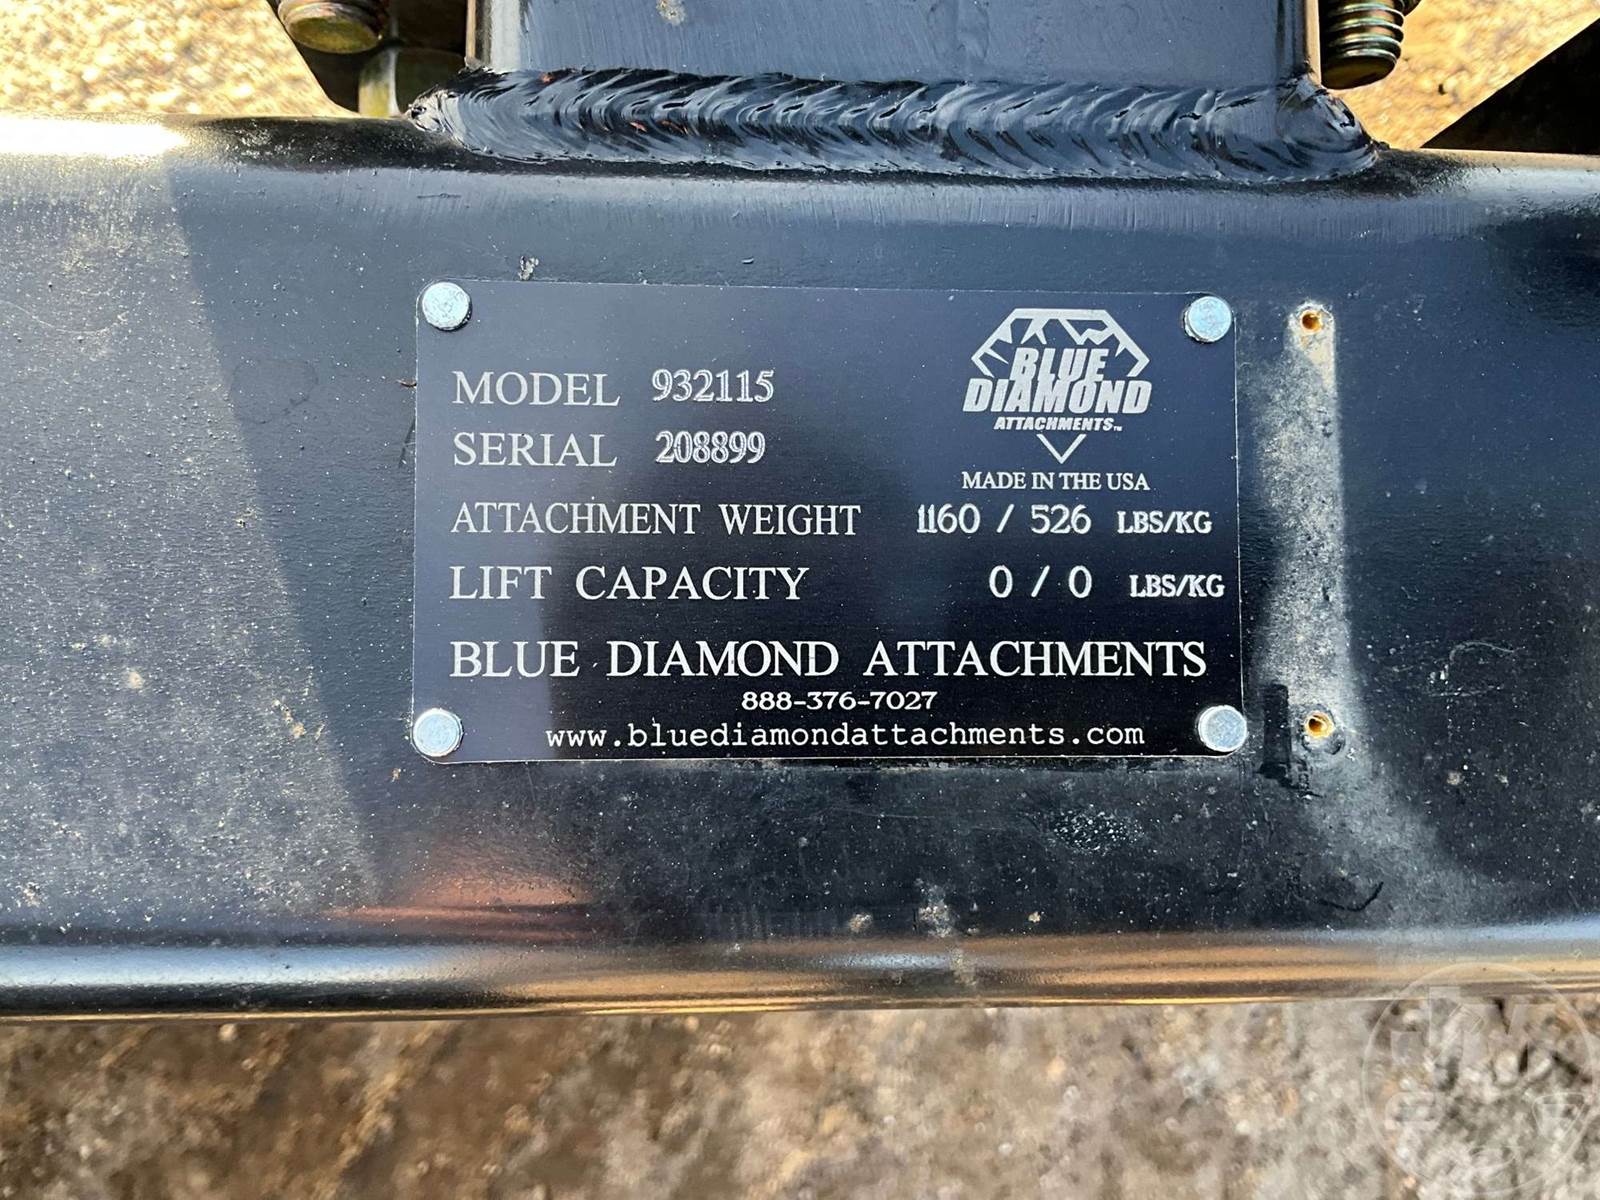 BLUE
DIAMOND
ATTACHMENTS™
MADE IN THE USA
MODEL 932115
SERIAL 208899
ATTACHMENT WEIGHT 1160 / 526 LBS/KG
LIFT CAPACITY 0 / 0 LBS/KG
BLUE DIAMOND ATTACHMENTS
888-376-7027
www.bluediamondattachments.com